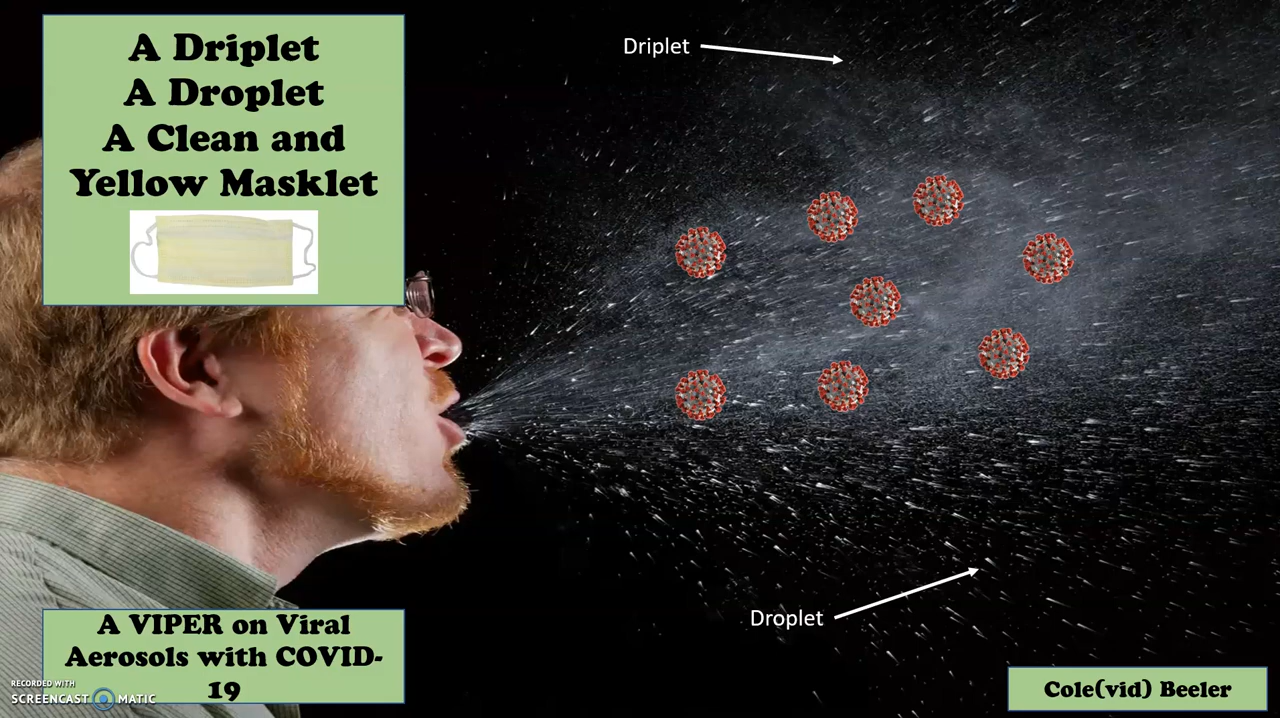 A Driplet
A Droplet
A Clean and
Yellow Masklet
Driplet
Droplet
A VIPER on Viral
Aerosols with COVID-
19
RECORDED WITH
SCREENCAST MATIC
Cole(vid) Beeler